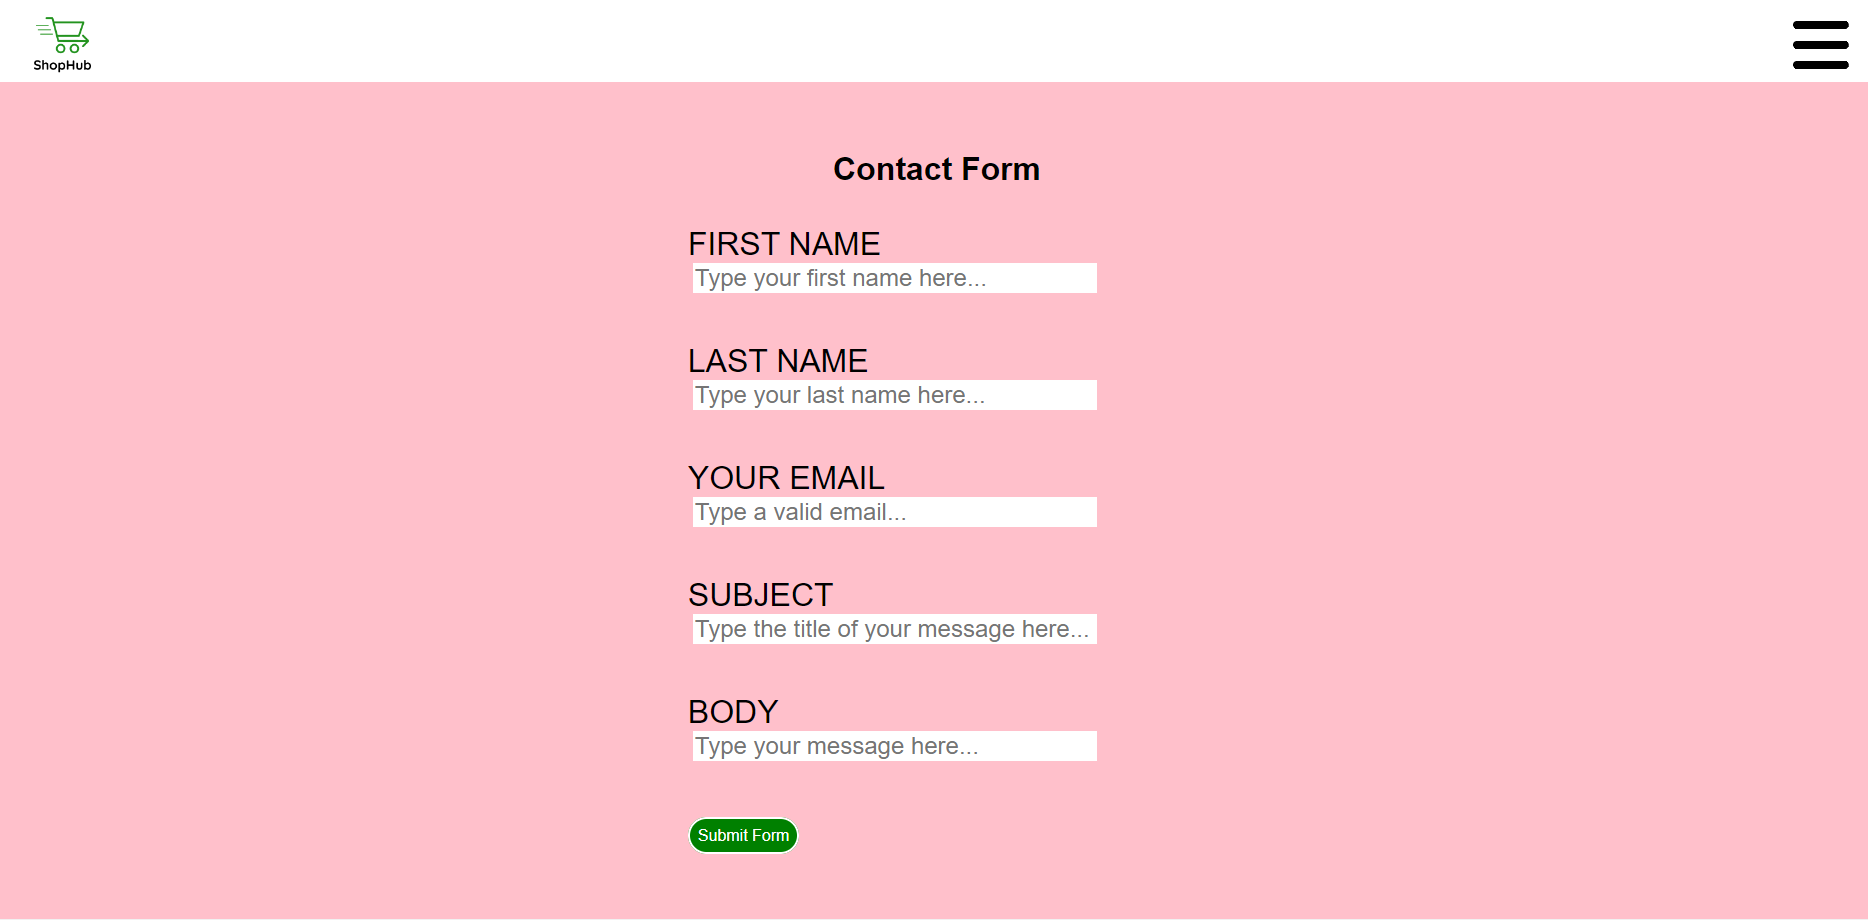 ShopHub
Contact Form
FIRST NAME
Type your first name here...
LAST NAME
Type your last name here...
YOUR EMAIL
Type a valid email...
SUBJECT
Type the title of your message here...
BODY
Type your message here...
Submit Form